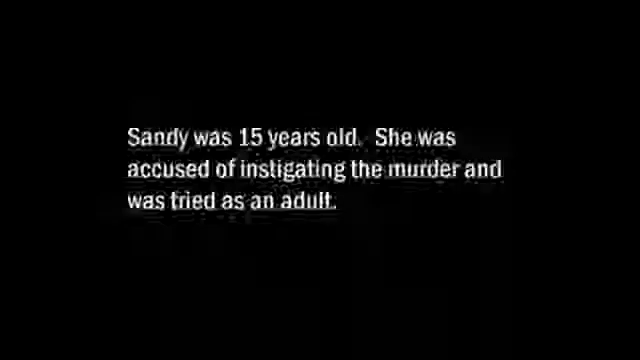 Sandy was 15 years old. She was
accused of instigating the murder and
was tried as an adult.